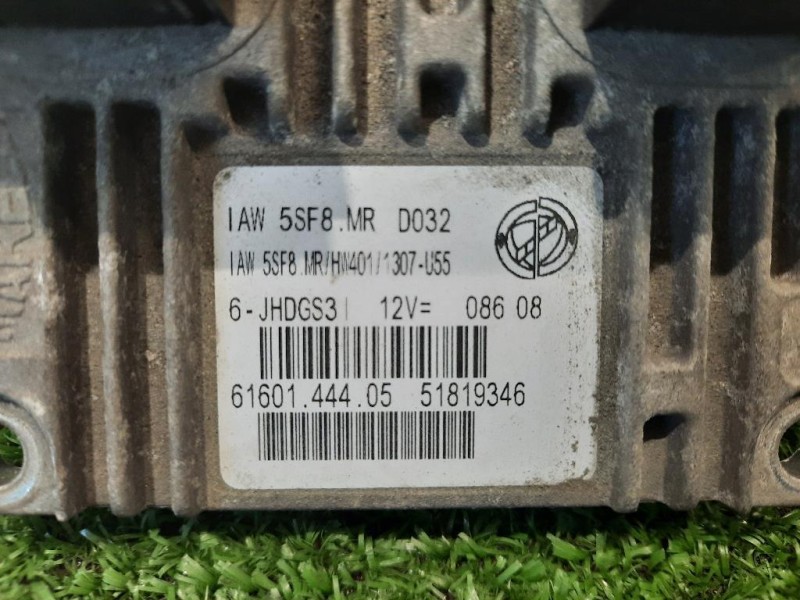 IAW 5SF8.MR D032
IAW 5SF8.MR/HW401/1307-U55
6-JHDGS3 12V= 086 08
61601.444.05 51819346